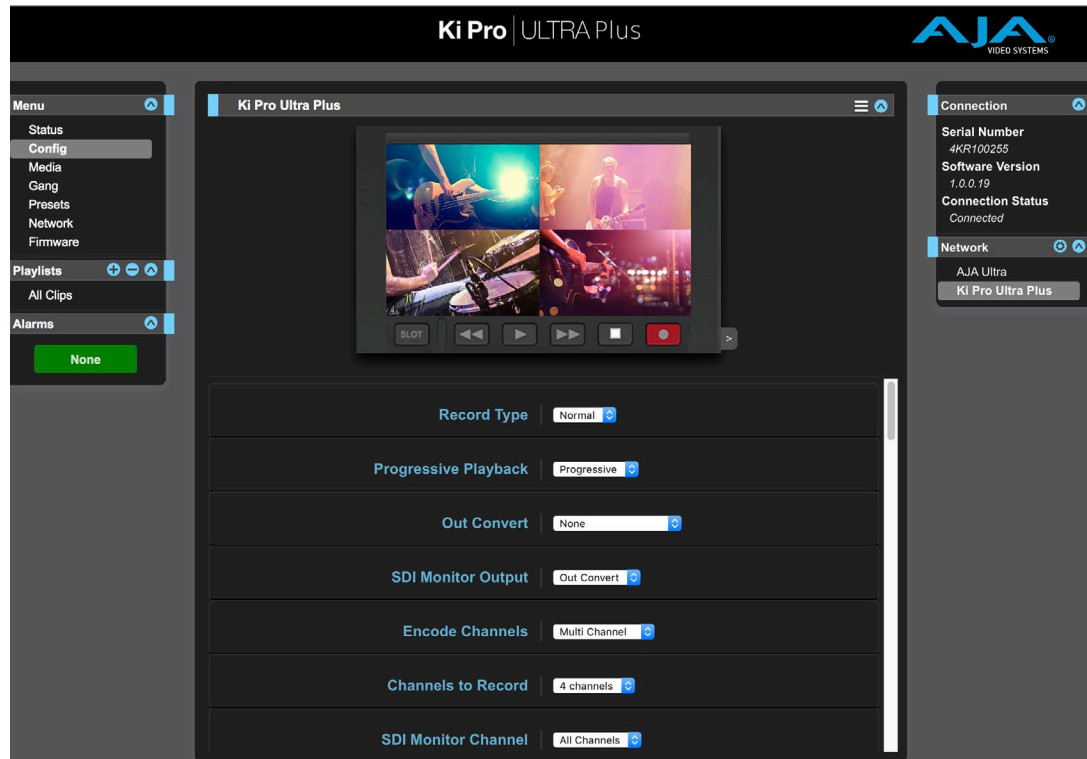 Ki Pro ULTRA Plus
AJA
VIDEO SYSTEMS
Menu
Status
Config
Media
Gang
Presets
Network
Firmware
Playlists
All Clips
Alarms
None
Ki Pro Ultra Plus
SLOT
>
Record Type Normal
Progressive Playback Progressive
Out Convert None
SDI Monitor Output Out Convert
Encode Channels Multi Channel
Channels to Record 4 channels
SDI Monitor Channel All Channels
Connection
Serial Number
4KR100255
Software Version
1.0.0.19
Connection Status
Connected
Network
AJA Ultra
Ki Pro Ultra Plus